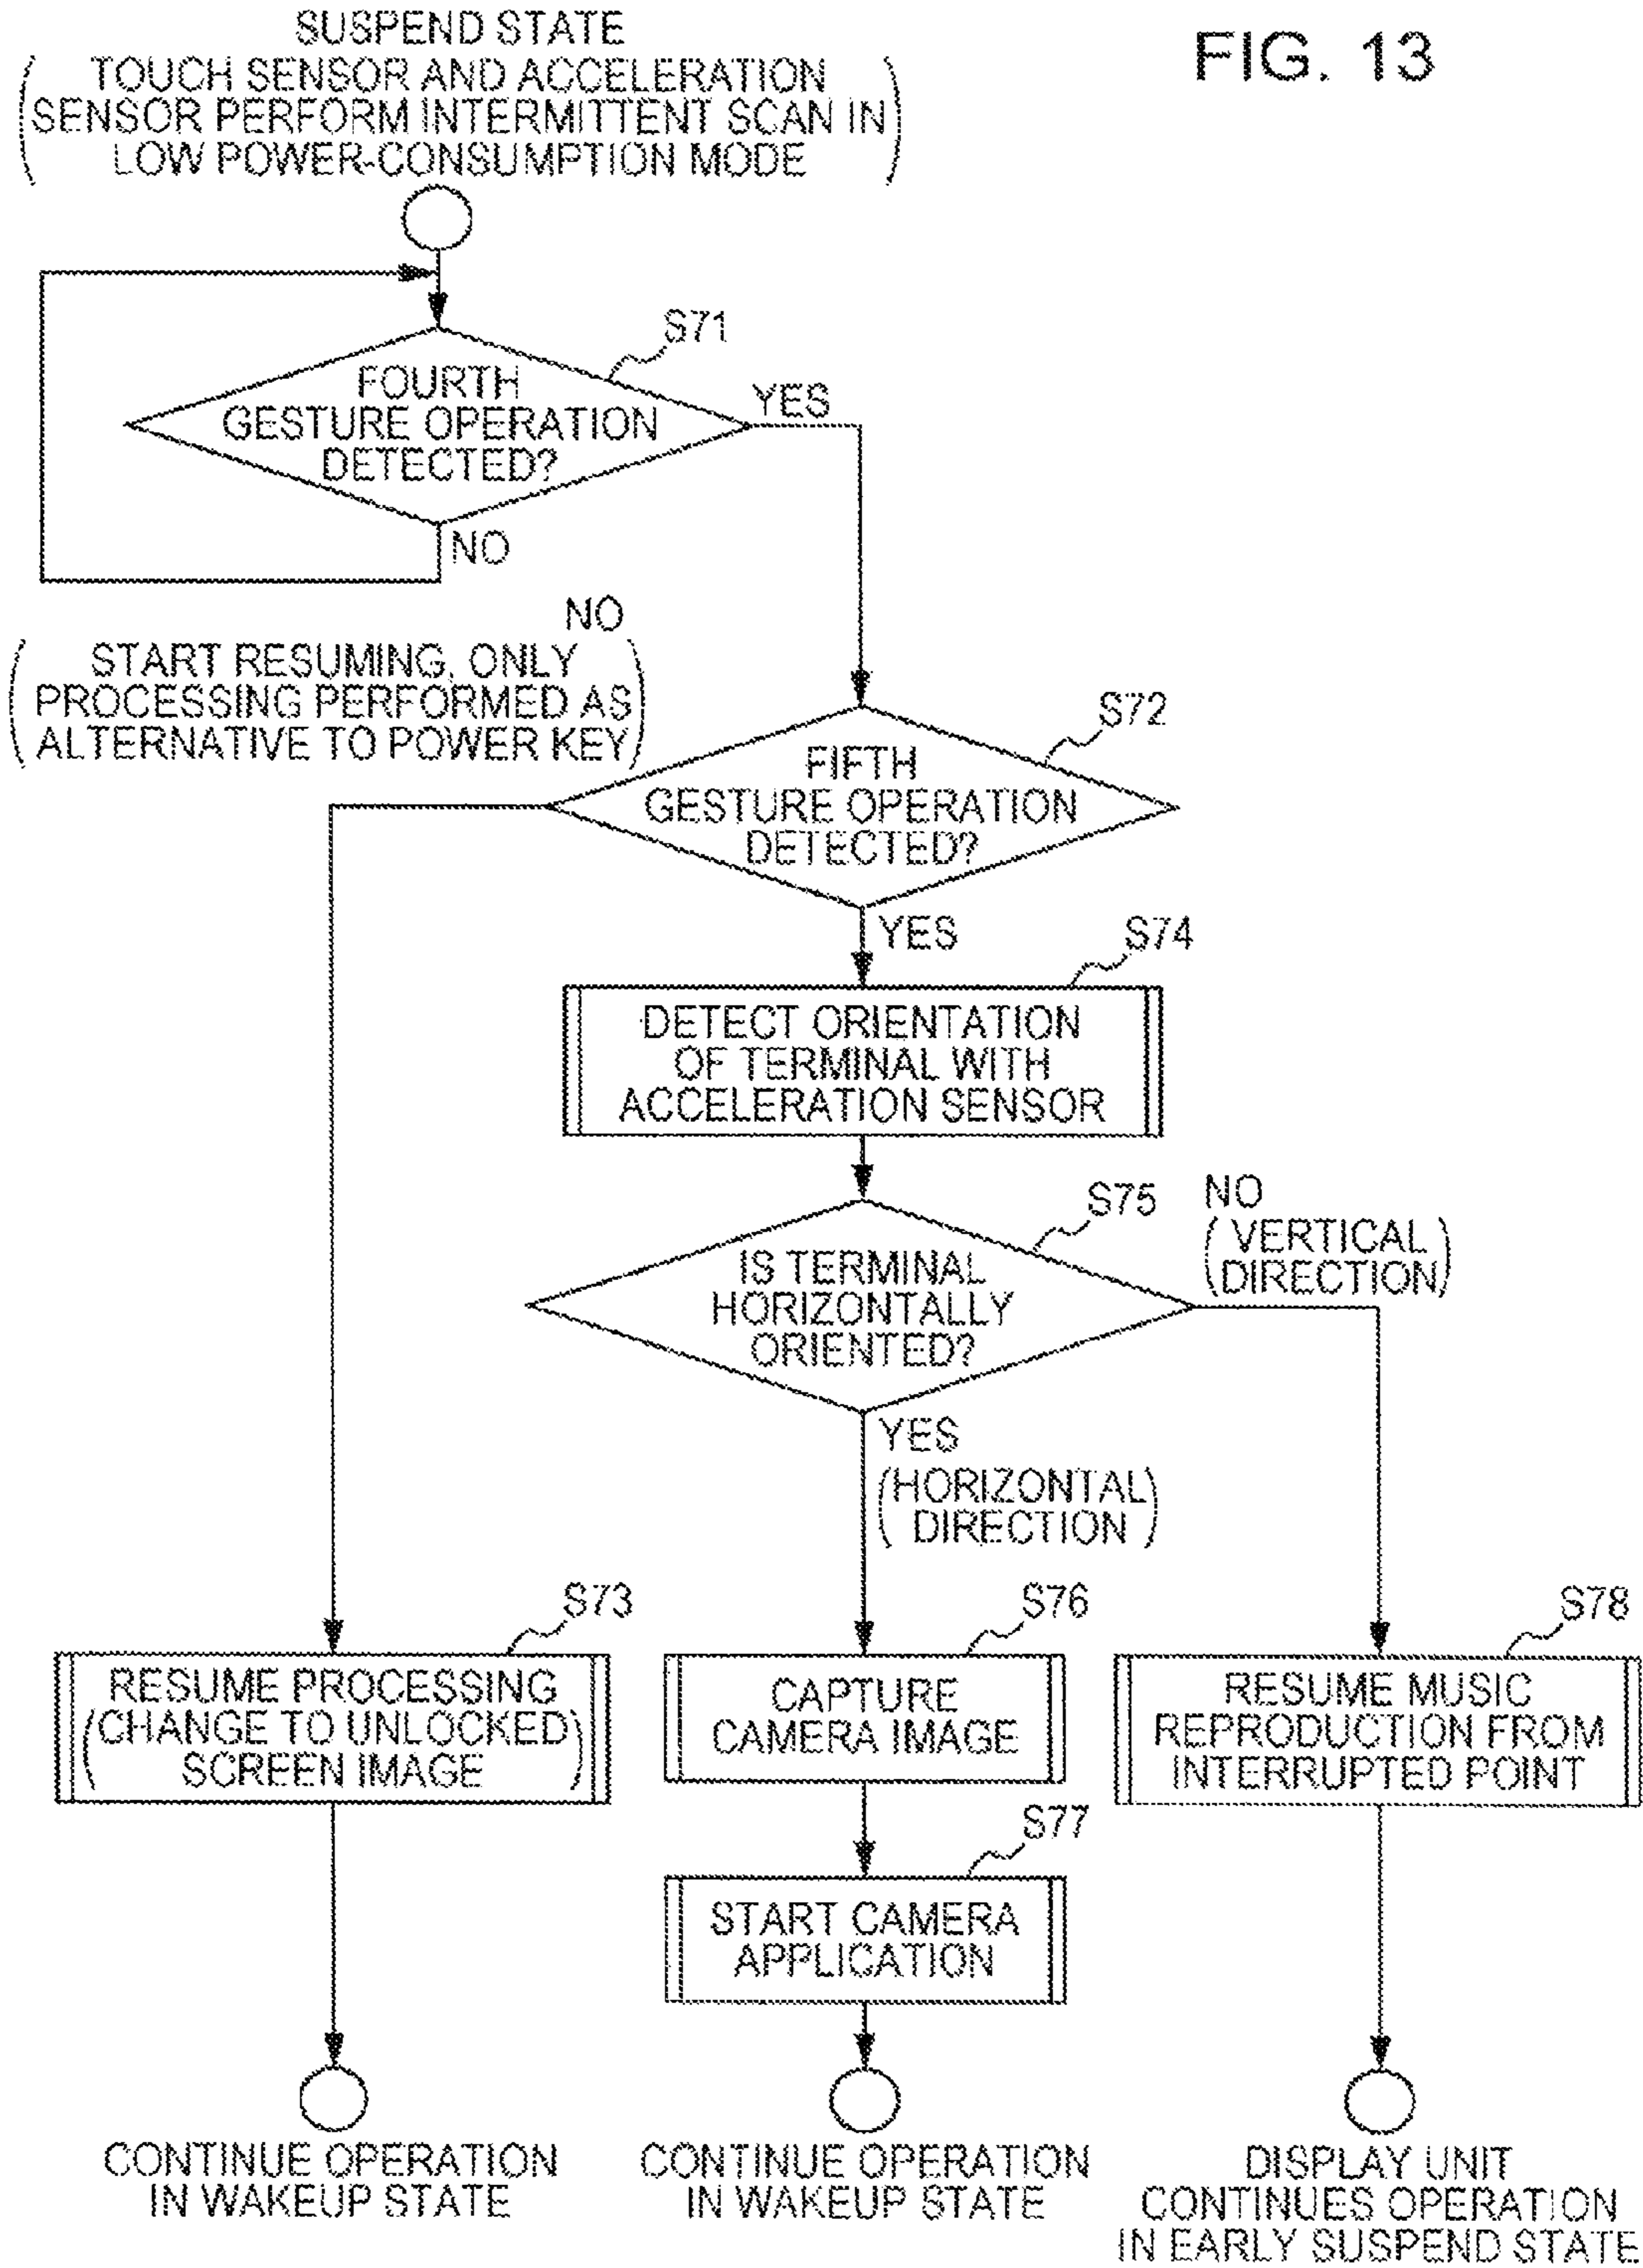 FIG. 13
SUSPEND STATE
(TOUCH SENSOR AND ACCELERATION
SENSOR PERFORM INTERMITTENT SCAN IN
LOW POWER-CONSUMPTION MODE)
S71
FOURTH
GESTURE OPERATION
DETECTED?
YES
NO
NO
(START RESUMING, ONLY
PROCESSING PERFORMED AS
ALTERNATIVE TO POWER KEY)
S72
FIFTH
GESTURE OPERATION
DETECTED?
YES
S74
DETECT ORIENTATION
OF TERMINAL WITH
ACCELERATION SENSOR
S75
IS TERMINAL
HORIZONTALLY
ORIENTED?
NO
(VERTICAL
DIRECTION)
YES
(HORIZONTAL
DIRECTION)
S73
RESUME PROCESSING
(CHANGE TO UNLOCKED
SCREEN IMAGE)
S76
CAPTURE
CAMERA IMAGE
S78
RESUME MUSIC
REPRODUCTION FROM
INTERRUPTED POINT
S77
START CAMERA
APPLICATION
CONTINUE OPERATION
IN WAKEUP STATE
CONTINUE OPERATION
IN WAKEUP STATE
DISPLAY UNIT
CONTINUES OPERATION
IN EARLY SUSPEND STATE